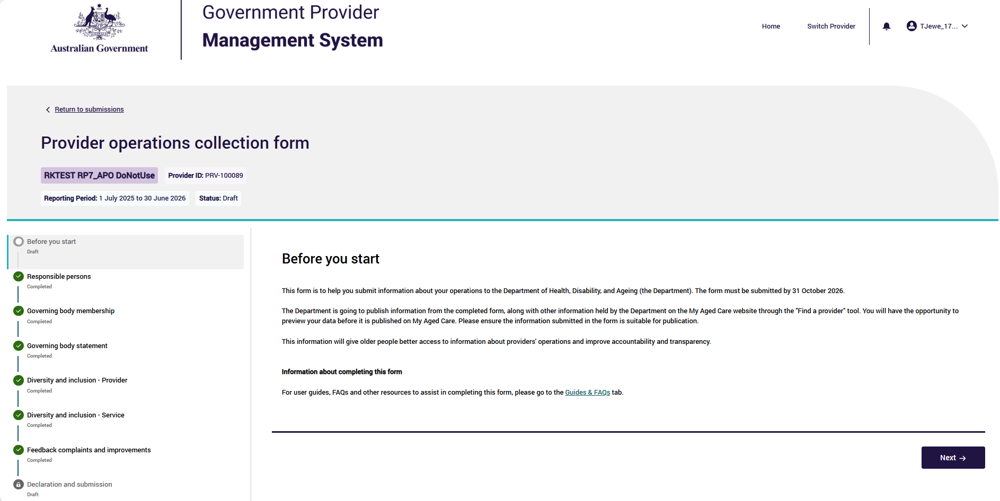 Australian Government
Government Provider
Management System
Home
Switch Provider
TJewe_17...
Return to submissions
Provider operations collection form
RKTEST RP7_APO DoNotUse
Provider ID: PRV-100089
Reporting Period: 1 July 2025 to 30 June 2026
Status: Draft
Before you start
Draft
Responsible persons
Completed
Governing body membership
Completed
Governing body statement
Completed
Diversity and inclusion - Provider
Completed
Diversity and inclusion - Service
Completed
Feedback complaints and improvements
Completed
Declaration and submission
Draft
Before you start
This form is to help you submit information about your operations to the Department of Health, Disability, and Ageing (the Department). The form must be submitted by 31 October 2026.
The Department is going to publish information from the completed form, along with other information held by the Department on the My Aged Care website through the "Find a provider" tool. You will have the opportunity to
preview your data before it is published on My Aged Care. Please ensure the information submitted in the form is suitable for publication.
This information will give older people better access to information about providers' operations and improve accountability and transparency.
Information about completing this form
For user guides, FAQs and other resources to assist in completing this form, please go to the Guides & FAQs tab.
Next